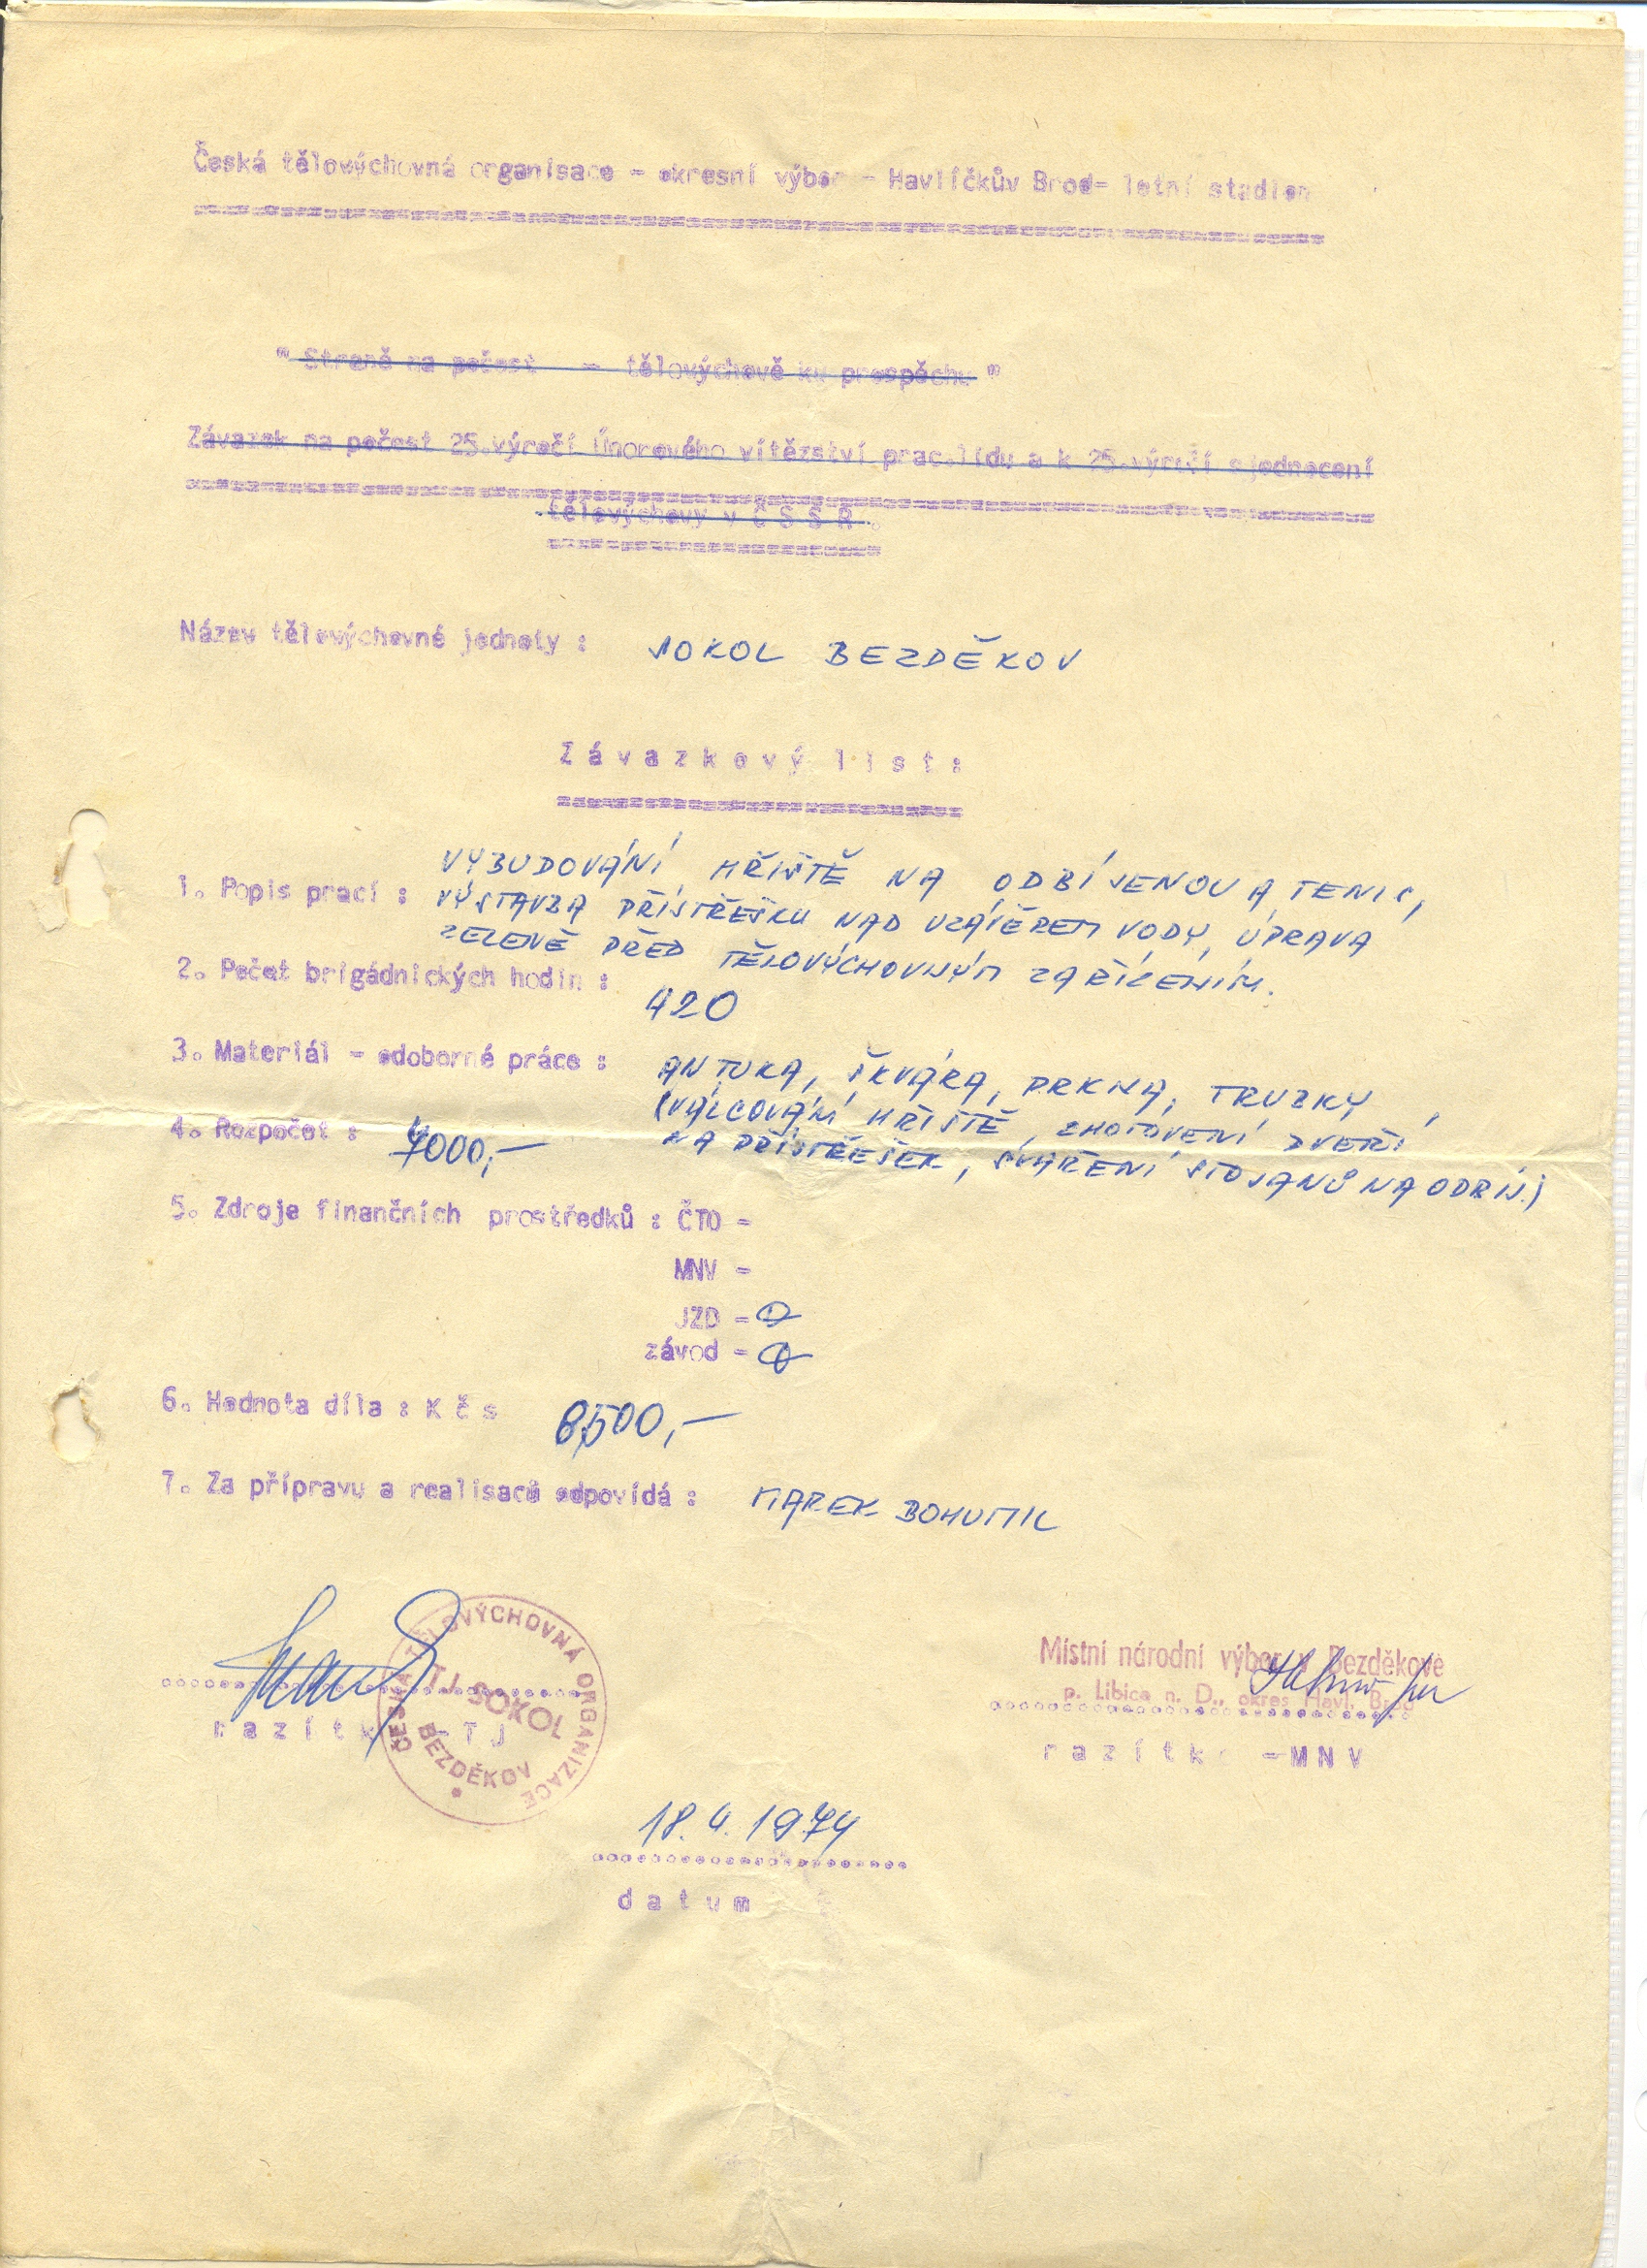 Česká tělovýchovná organisace - okresní výbor - Havlíčkův Brod= letní stadion
" Straně na počest - tělovýchově ku prospěchu "
Závazek na počest 25.výročí Únorového vítězství prac.lidu a k 25.výročí sjednocení
tělovýchovy v Č S S R .
Název tělovýchovné jednoty : SOKOL BEZDĚKOV
Závazkový list:
VYBUDOVÁNÍ HŘIŠTĚ NA ODBÍJENOU A TENIS,
1. Popis prací : VÝSTAVBA PŘÍSTŘEŠKU NAD UZÁVĚREM VODY, ÚPRAVA
ZELENĚ PŘED TĚLOVÝCHOVNÝM ZAŘÍZENÍM.
2. Počet brigádnických hodin :
420
3. Materiál - odoborné práce : ANTUKA, ŠKVÁRA, PRKNA, TRUBKY,
(VÁLCOVÁNÍ HŘIŠTĚ, ZHOTOVENÍ DVEŘÍ
4. Rozpočet : 000,- NA PŘÍSTŘEŠEK, SVAŘENÍ STOJANŮ NA ODBÍJ.)
5. Zdroje finančních prostředků : ČTO =
MNV =
JZD =
závod =
6. Hodnota díla : K č s 8500,-
7. Za přípravu a realisaci odpovídá : MAREK BOHUMIL
ČESKÁ TĚLOVÝCHOVNÁ ORGANIZACE
TJ SOKOL
BEZDĚKOV
razítko - TJ
Místní národní výbor v Bezděkově
p. Libice n. D., okres Havl. Brod
razítko - MNV
18.4.1974
datum